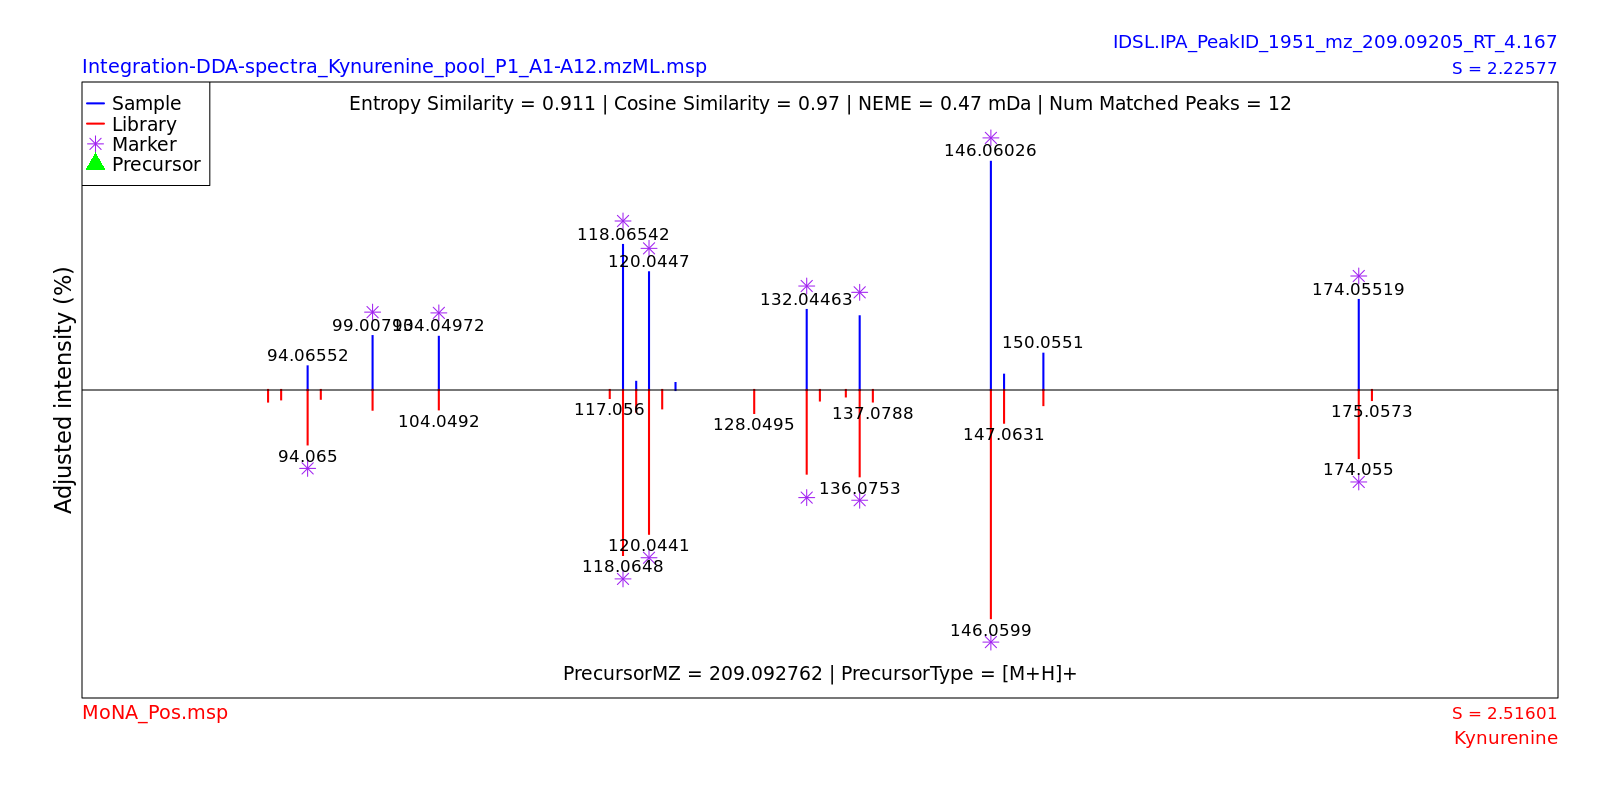 IDSL.IPA_PeakID_1951_mz_209.09205_RT_4.167
Integration-DDA-spectra_Kynurenine_pool_P1_A1-A12.mzML.msp
S = 2.22577
Sample
Library
Marker
Precursor
Entropy Similarity = 0.911 | Cosine Similarity = 0.97 | NEME = 0.47 mDa | Num Matched Peaks = 12
146.06026
118.06542
120.0447
174.05519
132.04463
104.04972
150.0551
94.06552
Adjusted intensity (%)
117.056
137.0788
175.0573
104.0492
128.0495
147.0631
94.065
174.055
136.0753
120.0441
118.0648
146.0599
PrecursorMZ = 209.092762 | PrecursorType = [M+H]+
MoNA_Pos.msp
S = 2.51601
Kynurenine